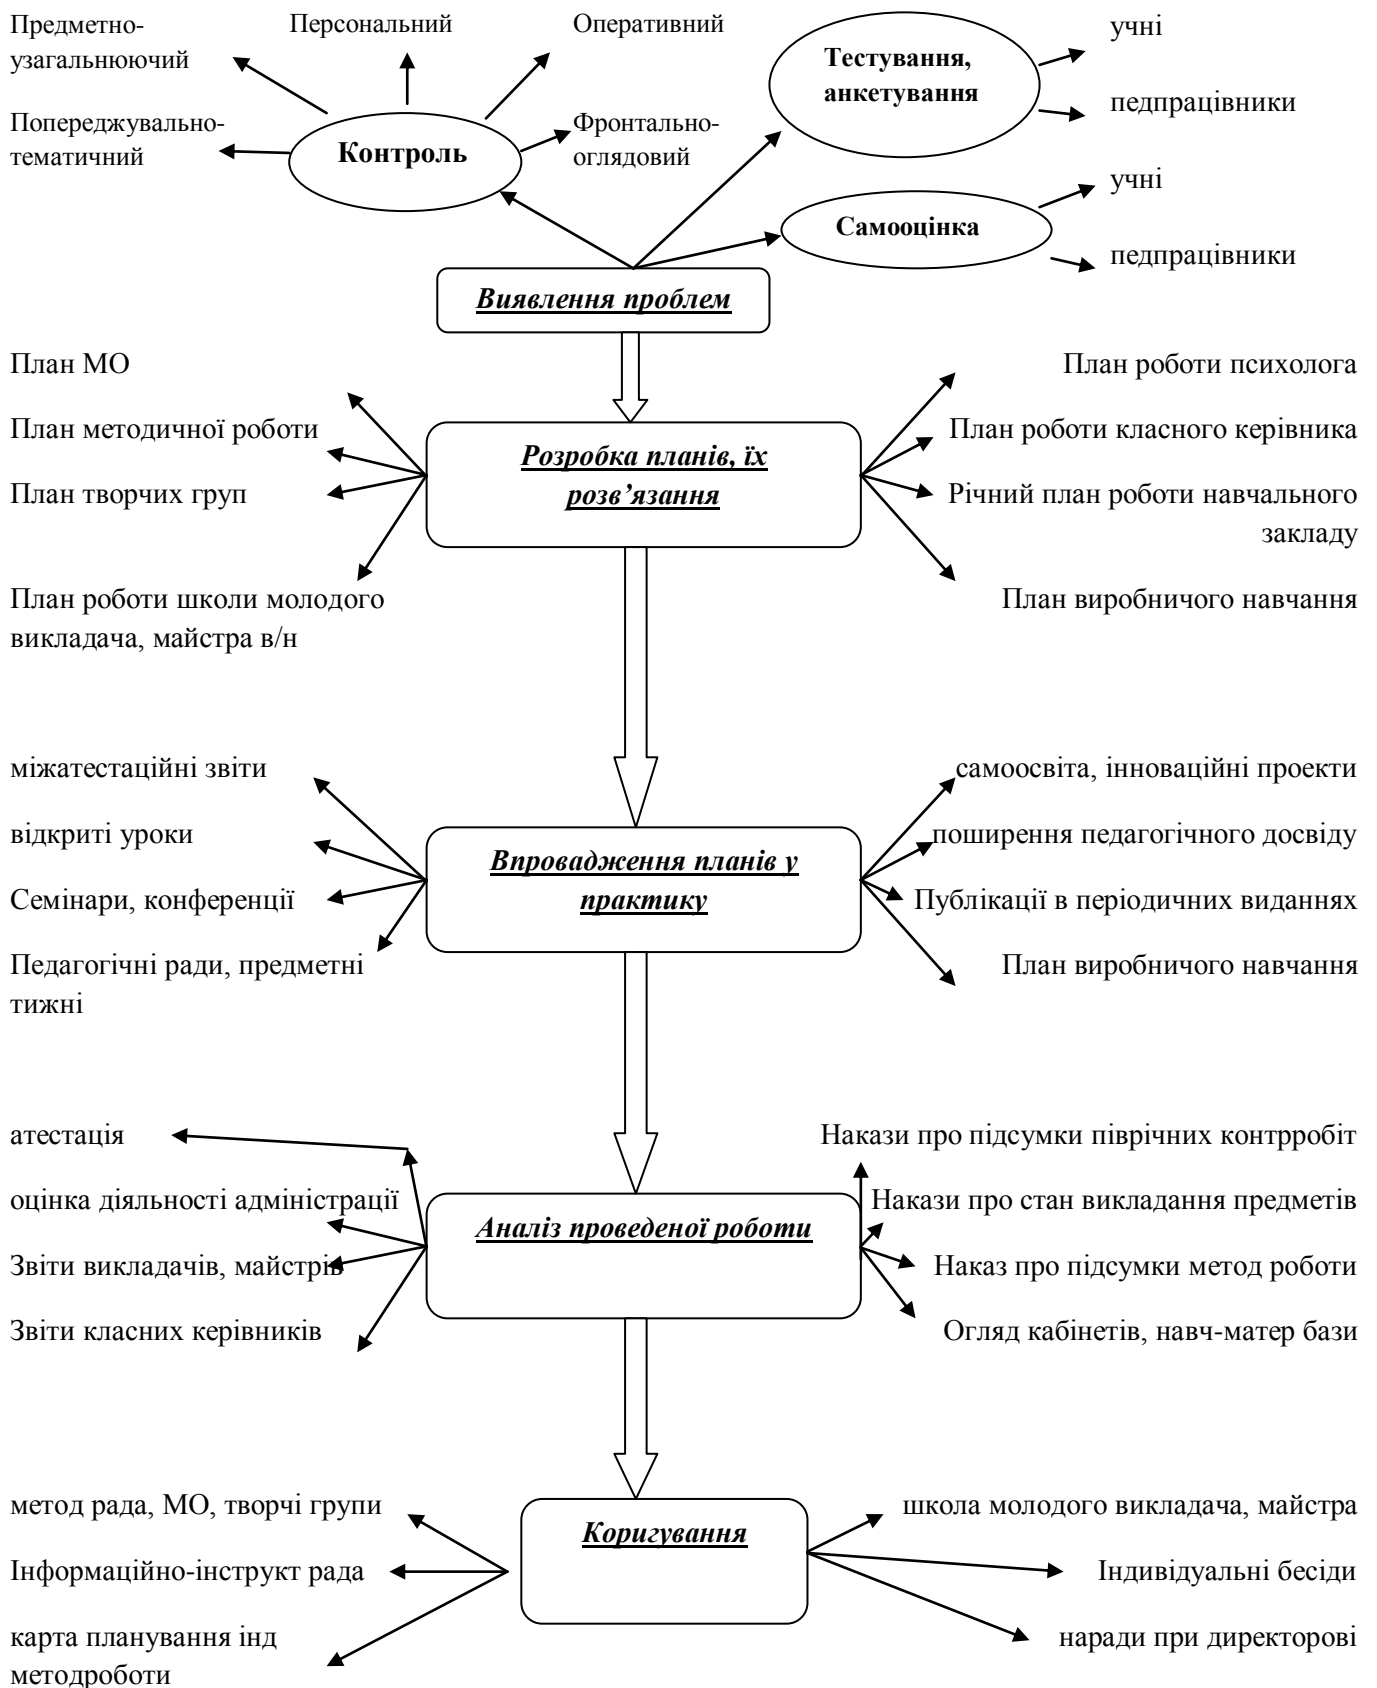 Предметно-
узагальнюючий
Персональний
Оперативний
Попереджувально-
тематичний
Контроль
Фронтально-
оглядовий
Тестування,
анкетування
учні
педпрацівники
Самооцінка
учні
педпрацівники
Виявлення проблем
План МО
План методичної роботи
План творчих груп
План роботи школи молодого
викладача, майстра в/н
Розробка планів, їх
розв’язання
План роботи психолога
План роботи класного керівника
Річний план роботи навчального
закладу
План виробничого навчання
міжатестаційні звіти
відкриті уроки
Семінари, конференції
Педагогічні ради, предметні
тижні
Впровадження планів у
практику
самоосвіта, інноваційні проекти
поширення педагогічного досвіду
Публікації в періодичних виданнях
План виробничого навчання
атестація
оцінка діяльності адміністрації
Звіти викладачів, майстрів
Звіти класних керівників
Аналіз проведеної роботи
Накази про підсумки піврічних контрробіт
Накази про стан викладання предметів
Наказ про підсумки метод роботи
Огляд кабінетів, навч-матер бази
метод рада, МО, творчі групи
Інформаційно-інструкт рада
карта планування інд
методроботи
Коригування
школа молодого викладача, майстра
Індивідуальні бесіди
наради при директорові